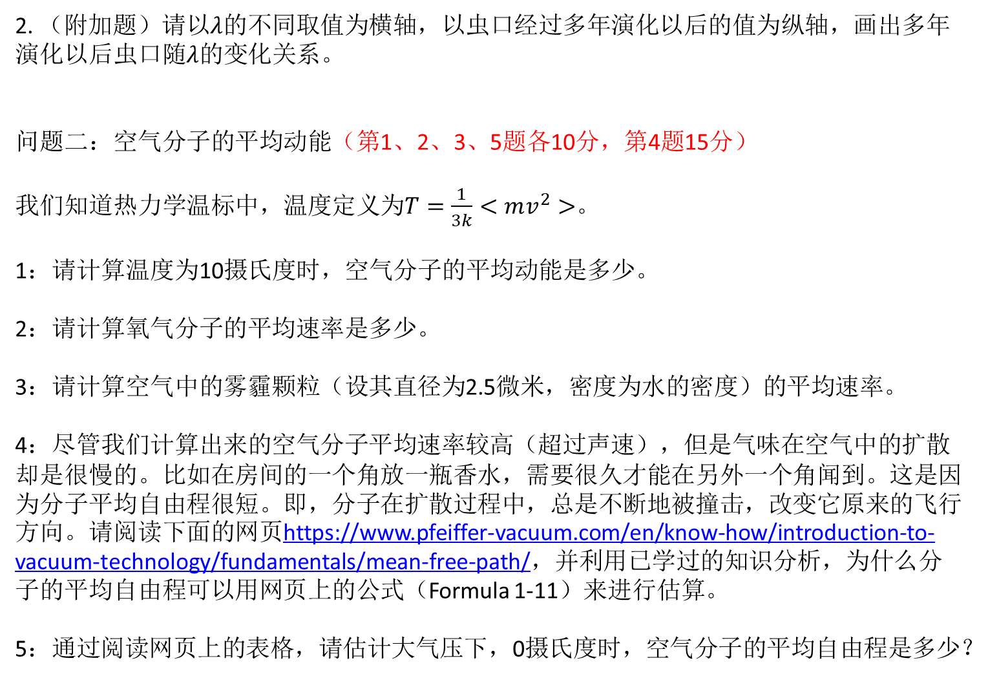 2. （附加题）请以λ的不同取值为横轴，以虫口经过多年演化以后的值为纵轴，画出多年
演化以后虫口随λ的变化关系。
问题二：空气分子的平均动能（第1、2、3、5题各10分，第4题15分）
我们知道热力学温标中，温度定义为T = 1/3k < mv² >。
1：请计算温度为10摄氏度时，空气分子的平均动能是多少。
2：请计算氧气分子的平均速率是多少。
3：请计算空气中的雾霾颗粒（设其直径为2.5微米，密度为水的密度）的平均速率。
4：尽管我们计算出来的空气分子平均速率较高（超过声速），但是气味在空气中的扩散
却是很慢的。比如在房间的一个角放一瓶香水，需要很久才能在另外一个角闻到。这是因
为分子平均自由程很短。即，分子在扩散过程中，总是不断地被撞击，改变它原来的飞行
方向。请阅读下面的网页https://www.pfeiffer-vacuum.com/en/know-how/introduction-to-
vacuum-technology/fundamentals/mean-free-path/，并利用已学过的知识分析，为什么分
子的平均自由程可以用网页上的公式（Formula 1-11）来进行估算。
5：通过阅读网页上的表格，请估计大气压下，0摄氏度时，空气分子的平均自由程是多少？